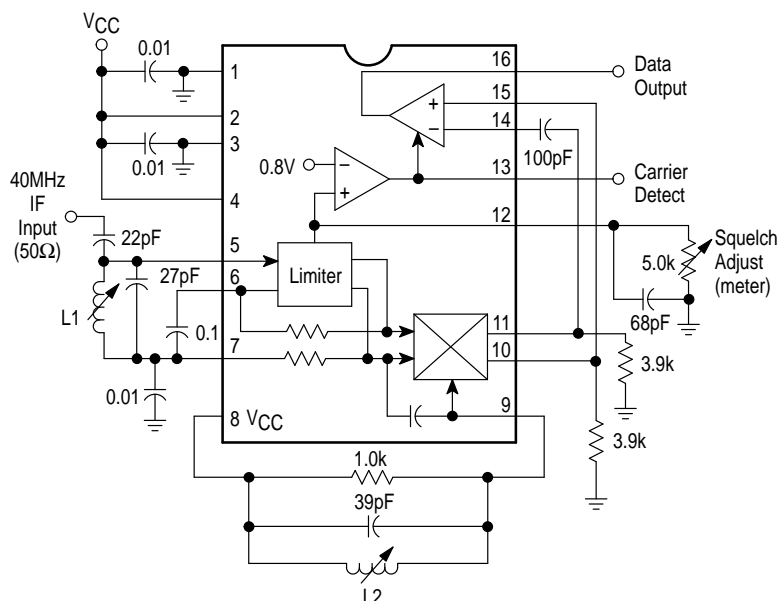 VCC
0.01
1
2
3
0.01
4
40MHz
IF
Input
(50Ω)
22pF
5
27pF
6
L1
0.1
7
0.01
8 VCC
0.8V
−
+
Limiter
16
Data
Output
+
15
−
14
100pF
13
Carrier
Detect
12
Squelch
Adjust
(meter)
5.0k
68pF
11
10
3.9k
9
3.9k
1.0k
39pF
L2